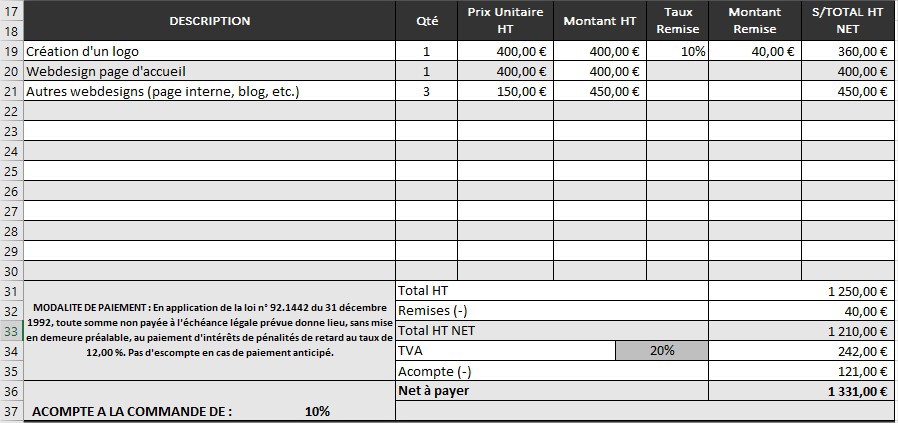 17 DESCRIPTION Qté Prix Unitaire HT Montant HT Taux Remise Montant Remise S/TOTAL HT NET
18
19 Création d'un logo 1 400,00 € 400,00 € 10% 40,00 € 360,00 €
20 Webdesign page d'accueil 1 400,00 € 400,00 € 400,00 €
21 Autres webdesigns (page interne, blog, etc.) 3 150,00 € 450,00 € 450,00 €
22
23
24
25
26
27
28
29
30
31 Total HT 1 250,00 €
32 MODALITE DE PAIEMENT : En application de la loi n° 92.1442 du 31 décembre Remises (-) 40,00 €
33 1992, toute somme non payée à l'échéance légale prévue donne lieu, sans mise Total HT NET 1 210,00 €
en demeure préalable, au paiement d'intérêts de pénalités de retard au taux de
34 12,00 %. Pas d'escompte en cas de paiement anticipé. TVA 20% 242,00 €
35 Acompte (-) 121,00 €
36 Net à payer 1 331,00 €
37 ACOMPTE A LA COMMANDE DE : 10%